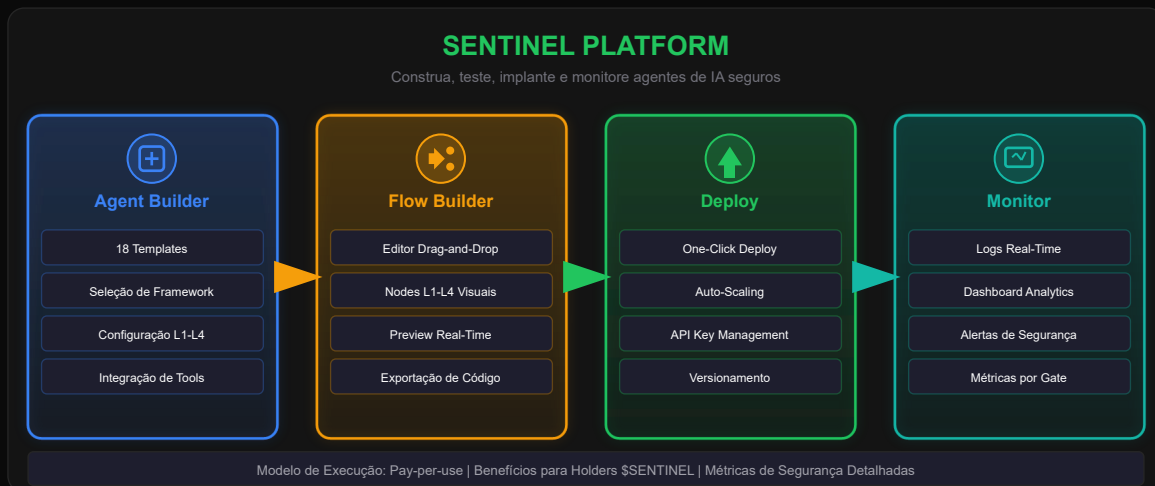 SENTINEL PLATFORM
Construa, teste, implante e monitore agentes de IA seguros
Agent Builder
18 Templates
Seleção de Framework
Configuração L1-L4
Integração de Tools
Flow Builder
Editor Drag-and-Drop
Nodes L1-L4 Visuais
Preview Real-Time
Exportação de Código
Deploy
One-Click Deploy
Auto-Scaling
API Key Management
Versionamento
Monitor
Logs Real-Time
Dashboard Analytics
Alertas de Segurança
Métricas por Gate
Modelo de Execução: Pay-per-use | Benefícios para Holders $SENTINEL | Métricas de Segurança Detalhadas